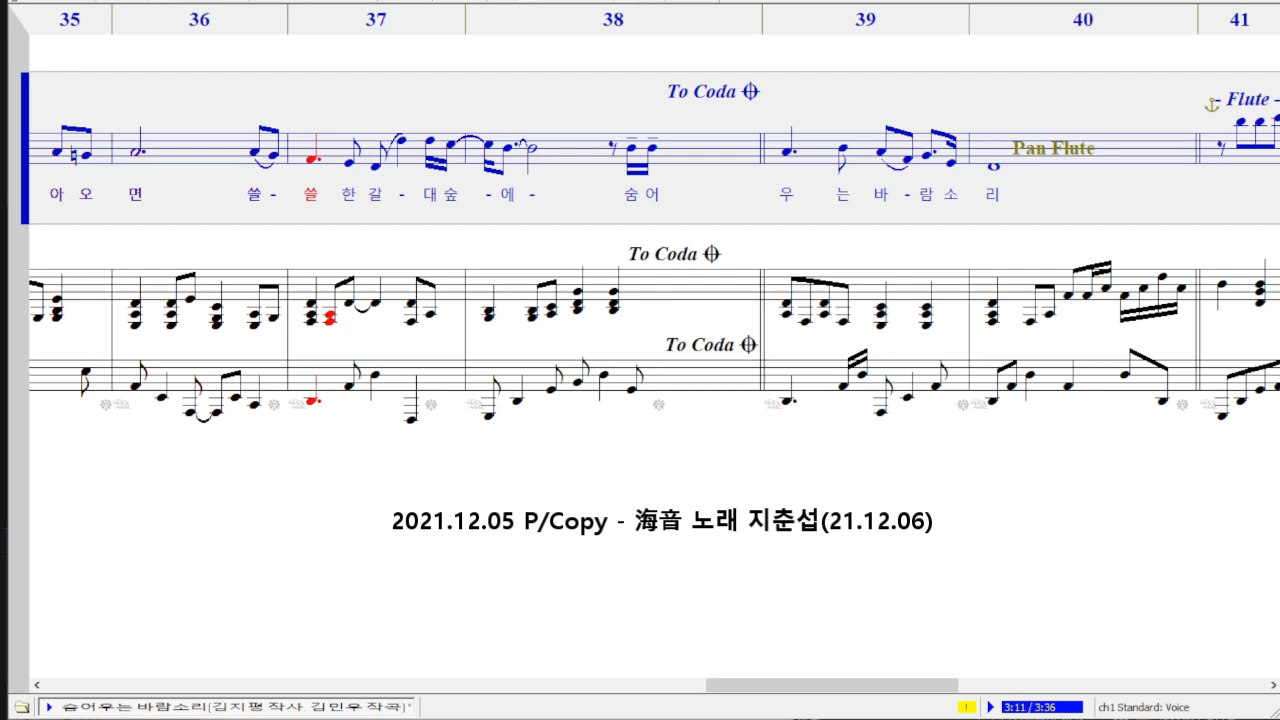 35 36 37 38 39 40 41
To Coda
- Flute -
Pan Flute
아 오 면 쓸 - 쓸 한 갈 - 대 숲 - 에 - 숨 어 우 는 바 - 람 소 리
To Coda
To Coda
2021.12.05 P/Copy - 海音 노래 지춘섭(21.12.06)
숨어우는 바람소리(김지평 작사, 김민우 작곡)"
! 3:11 / 3:36 ch1 Standard: Voice